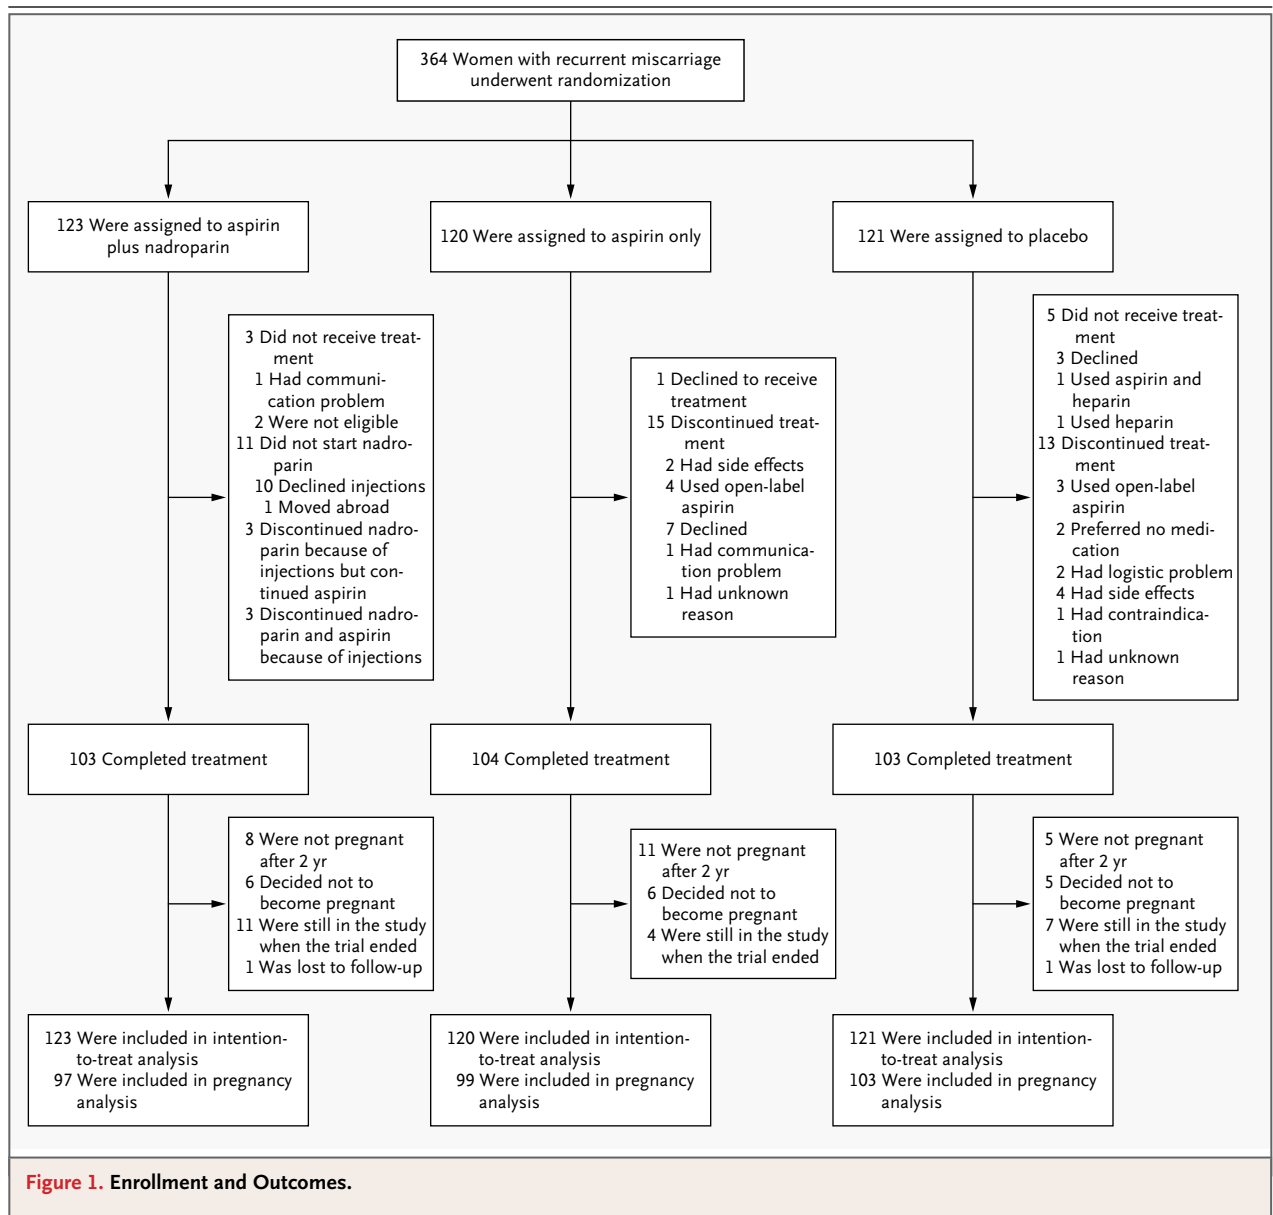 364 Women with recurrent miscarriage
underwent randomization
123 Were assigned to aspirin
plus nadroparin
120 Were assigned to aspirin only
121 Were assigned to placebo
3 Did not receive treat-
ment
1 Had communi-
cation problem
2 Were not eligible
11 Did not start nadro-
parin
10 Declined injections
1 Moved abroad
3 Discontinued nadro-
parin because of
injections but con-
tinued aspirin
3 Discontinued nadro-
parin and aspirin
because of injections
1 Declined to receive
treatment
15 Discontinued treat-
ment
2 Had side effects
4 Used open-label
aspirin
7 Declined
1 Had communica-
tion problem
1 Had unknown
reason
5 Did not receive treat-
ment
3 Declined
1 Used aspirin and
heparin
1 Used heparin
13 Discontinued treat-
ment
3 Used open-label
aspirin
2 Preferred no medi-
cation
2 Had logistic problem
4 Had side effects
1 Had contraindica-
tion
1 Had unknown
reason
103 Completed treatment
104 Completed treatment
103 Completed treatment
8 Were not pregnant
after 2 yr
6 Decided not to
become pregnant
11 Were still in the study
when the trial ended
1 Was lost to follow-up
11 Were not pregnant
after 2 yr
6 Decided not to
become pregnant
4 Were still in the study
when the trial ended
5 Were not pregnant
after 2 yr
5 Decided not to
become pregnant
7 Were still in the study
when the trial ended
1 Was lost to follow-up
123 Were included in intention-
to-treat analysis
97 Were included in pregnancy
analysis
120 Were included in intention-
to-treat analysis
99 Were included in pregnancy
analysis
121 Were included in intention-
to-treat analysis
103 Were included in pregnancy
analysis
Figure 1. Enrollment and Outcomes.